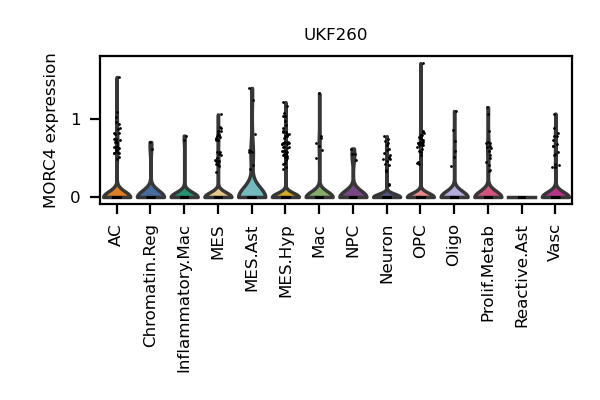 UKF260
MORC4 expression
1
0
AC
Chromatin.Reg
Inflammatory.Mac
MES
MES.Ast
MES.Hyp
Mac
NPC
Neuron
OPC
Oligo
Prolif.Metab
Reactive.Ast
Vasc